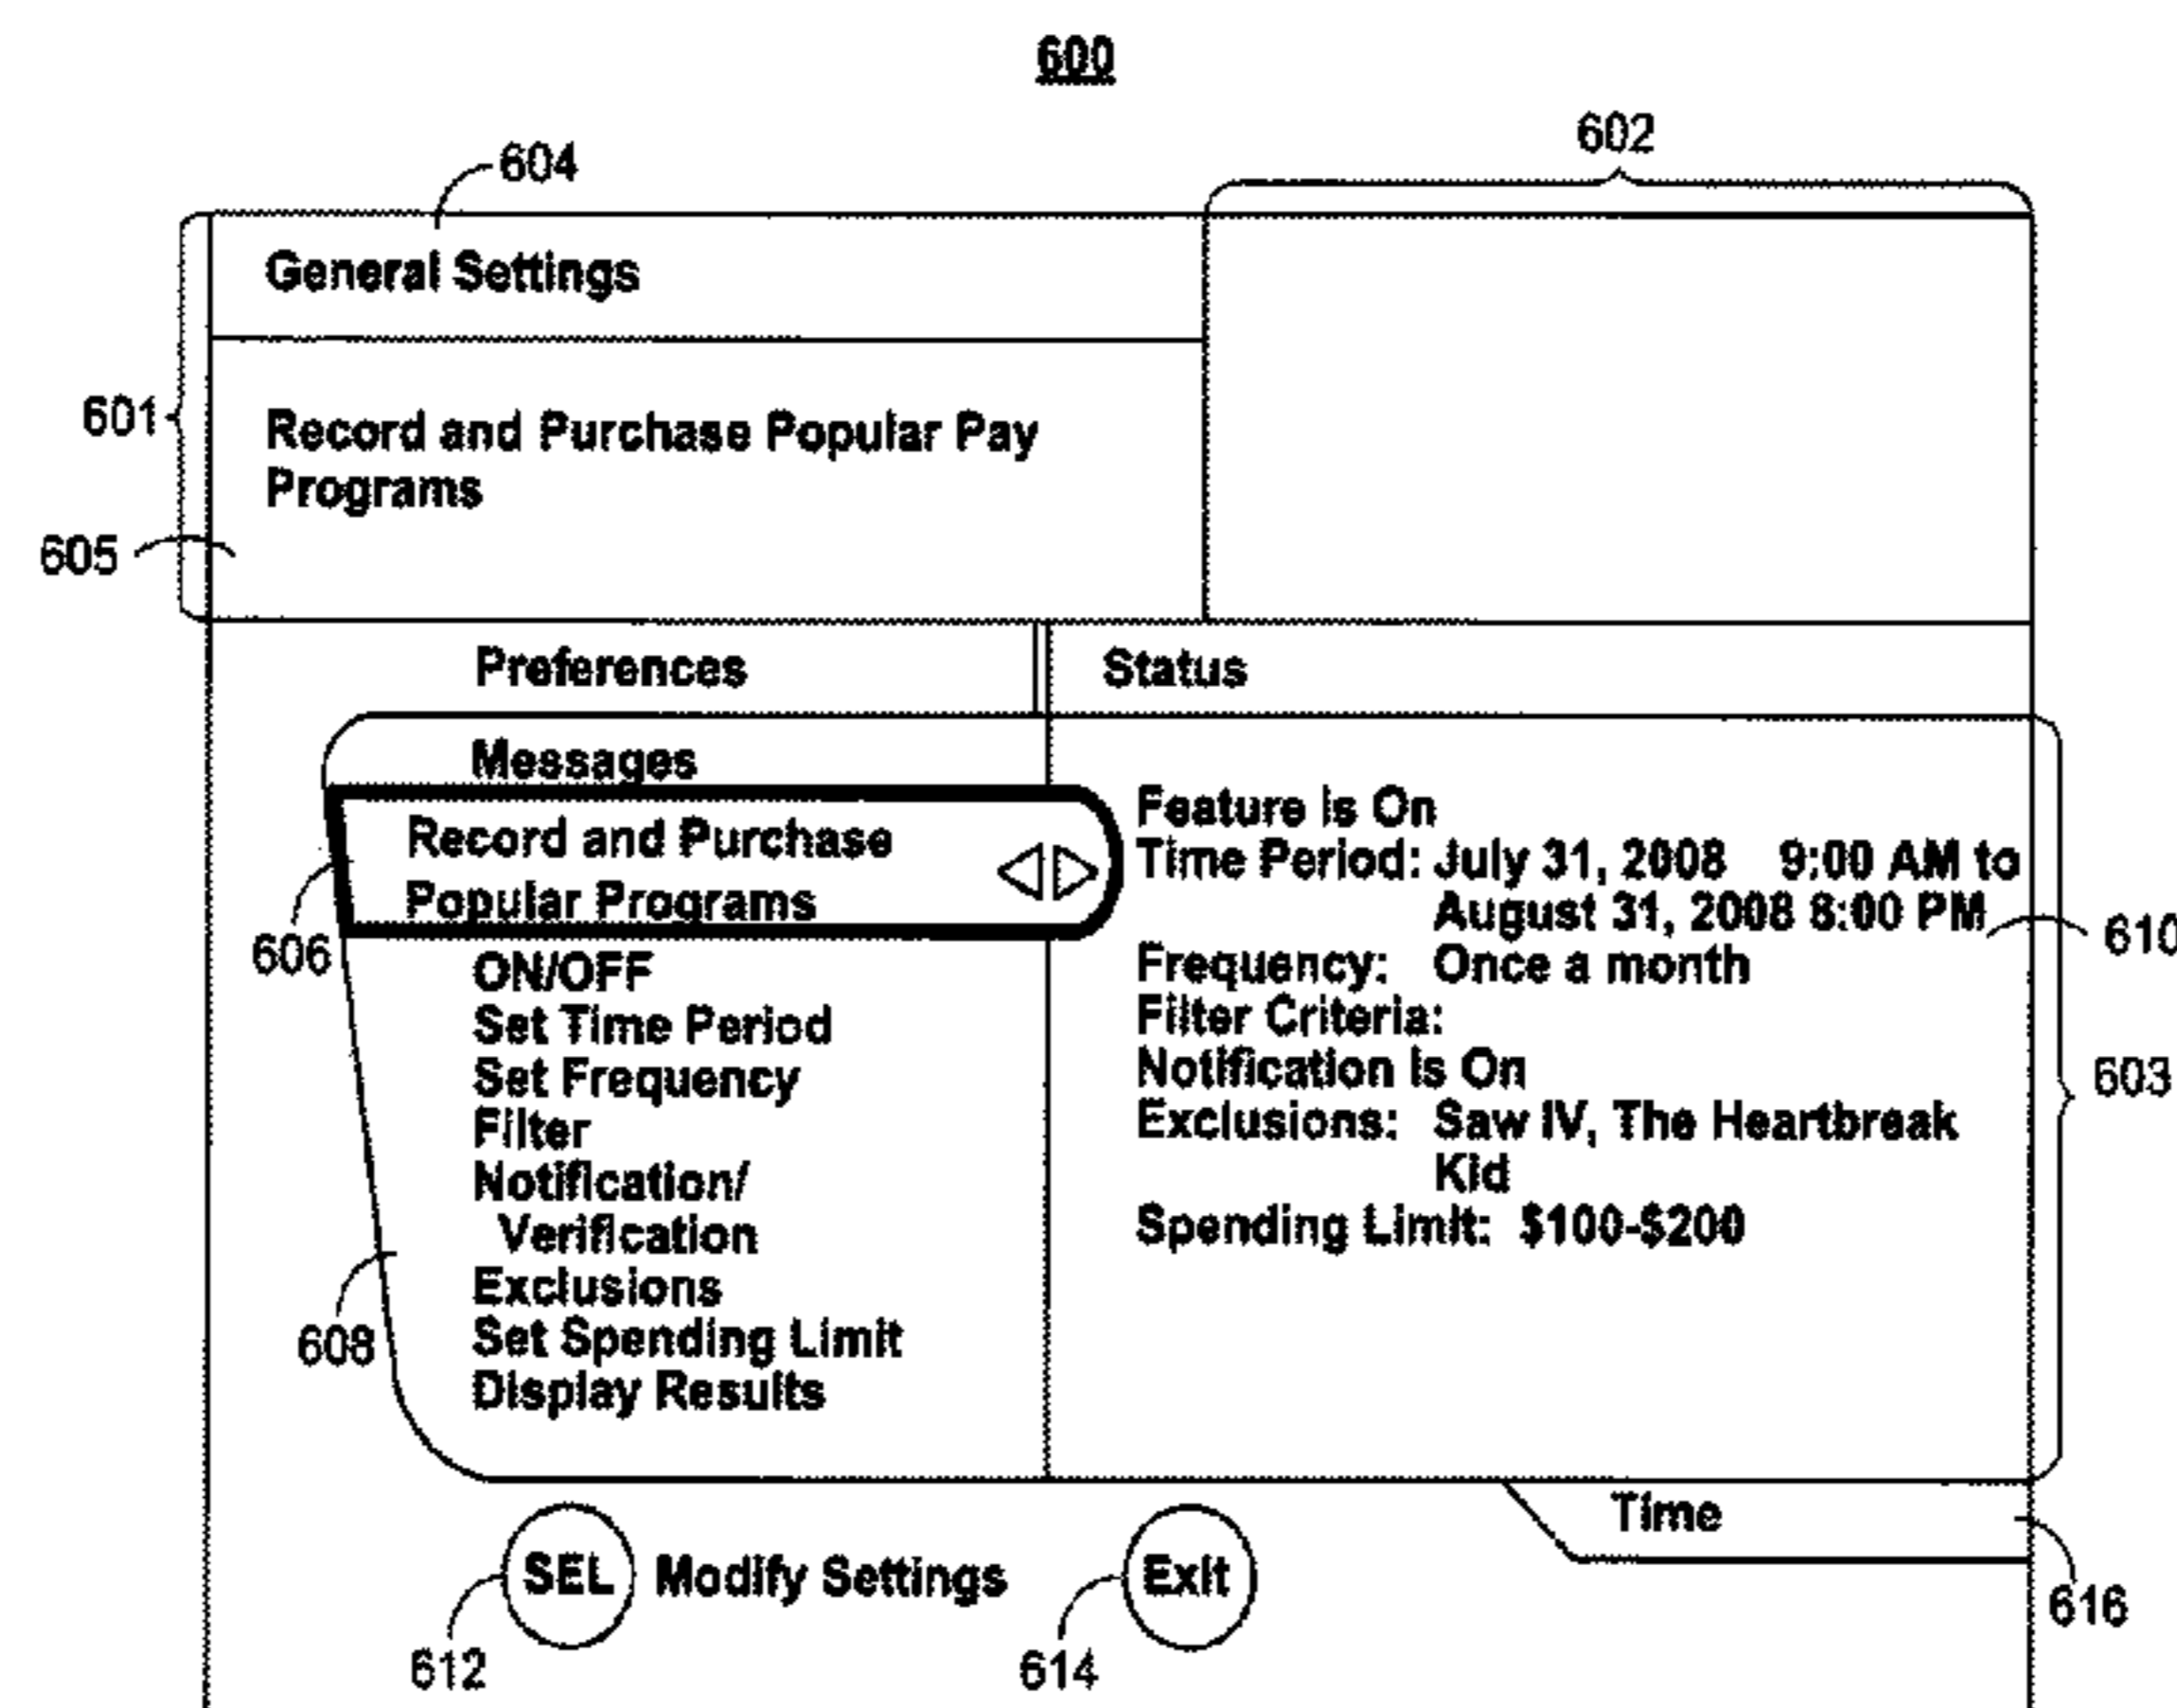 600
602
604
General Settings
601
Record and Purchase Popular Pay
Programs
605
Preferences
Status
Messages
Record and Purchase
Popular Programs
606
ON/OFF
Set Time Period
Set Frequency
Filter
Notification/
Verification
Exclusions
Set Spending Limit
Display Results
608
Feature is On
Time Period: July 31, 2008 9:00 AM to
August 31, 2008 8:00 PM
610
Frequency: Once a month
Filter Criteria:
Notification is On
603
Exclusions: Saw IV, The Heartbreak
Kid
Spending Limit: $100-$200
Time
616
SEL Modify Settings
Exit
612
614